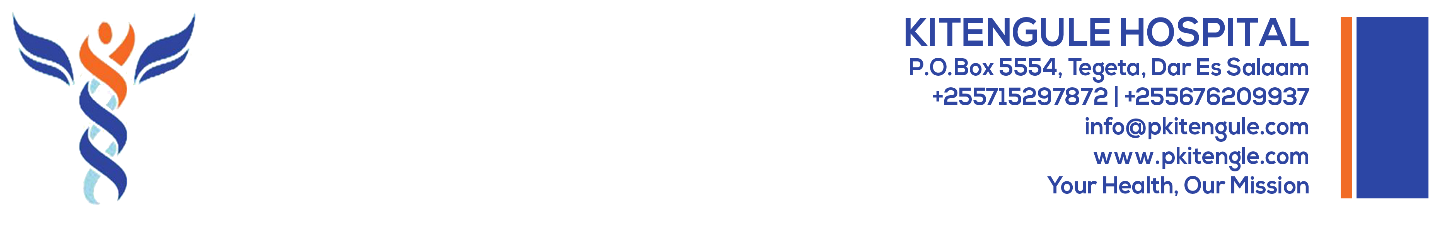 KITENGULE HOSPITAL
P.O.Box 5554, Tegeta, Dar Es Salaam
+255715297872 | +255676209937
info@pkitengule.com
www.pkitengle.com
Your Health, Our Mission